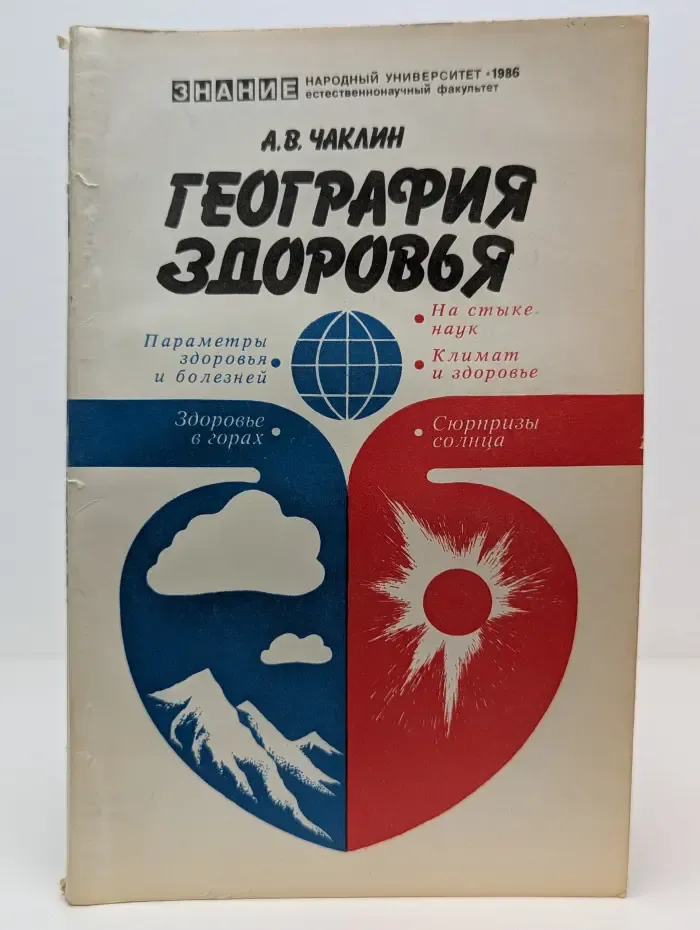 ЗНАНИЕ
НАРОДНЫЙ УНИВЕРСИТЕТ • 1986
естественнонаучный факультет
А.В. ЧАКЛИН
ГЕОГРАФИЯ
ЗДОРОВЬЯ
Параметры
здоровья
и болезней
Здоровье
в горах
На стыке
наук
Климат
и здоровье
Сюрпризы
солнца